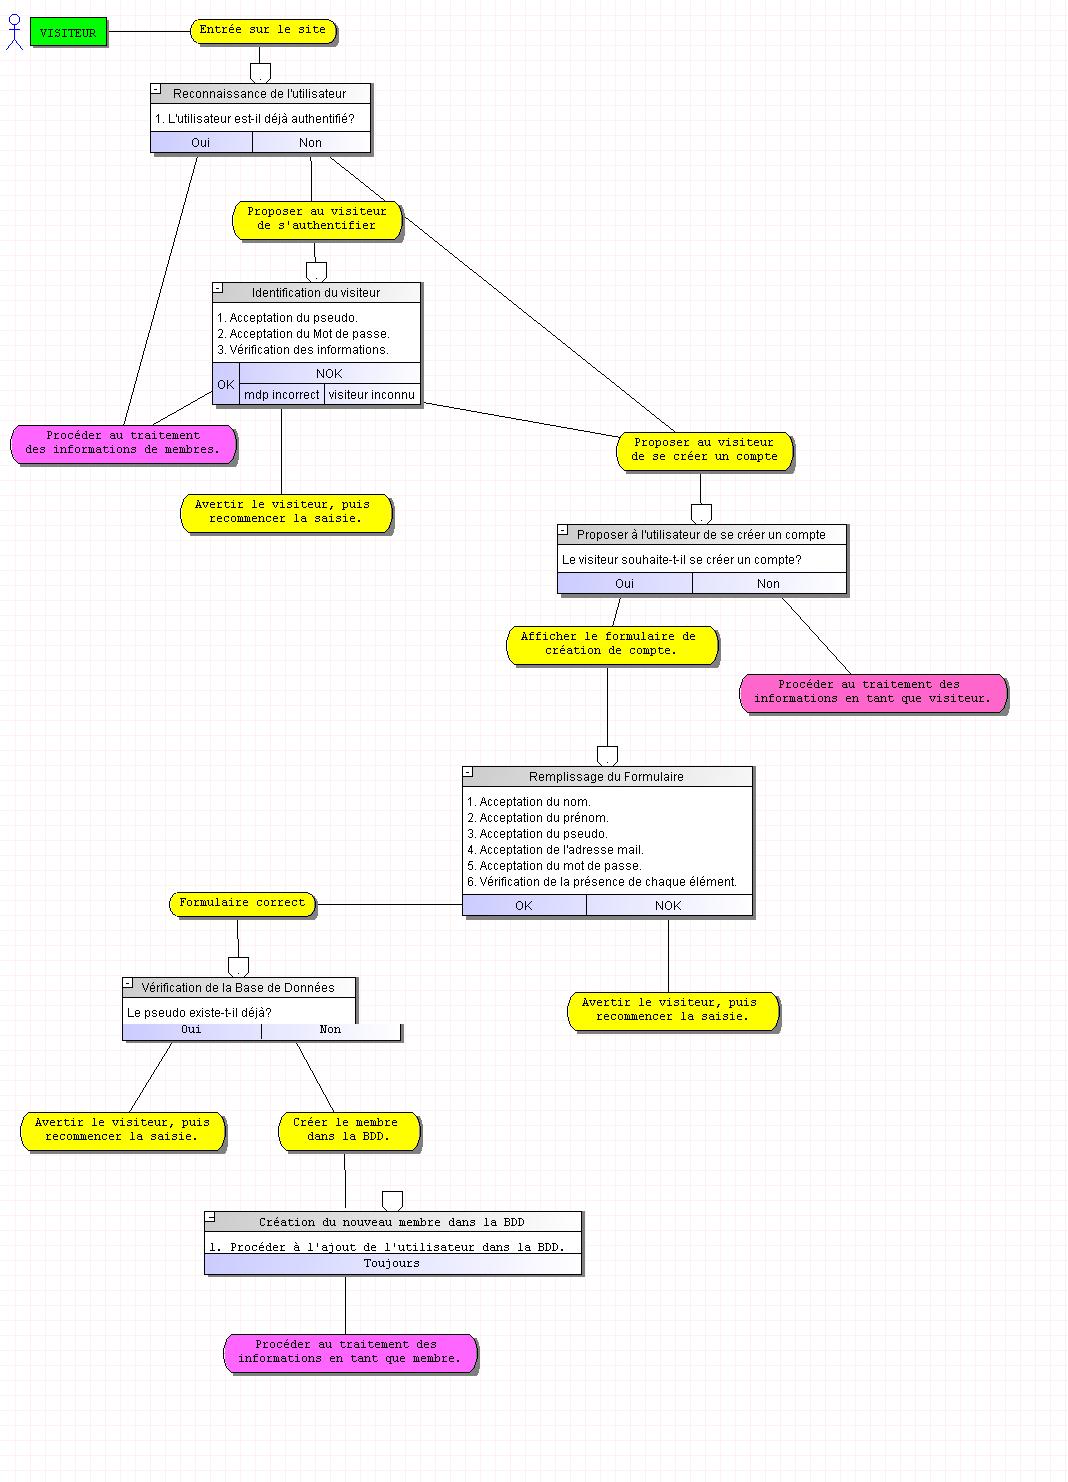 VISITEUR
Entrée sur le site
Reconnaissance de l'utilisateur
1. L'utilisateur est-il déjà authentifié?
Oui
Non
Proposer au visiteur
de s'authentifier
Identification du visiteur
1. Acceptation du pseudo.
2. Acceptation du Mot de passe.
3. Vérification des informations.
OK
NOK
mdp incorrect
visiteur inconnu
Procéder au traitement
des informations de membres.
Proposer au visiteur
de se créer un compte
Avertir le visiteur, puis
recommencer la saisie.
Proposer à l'utilisateur de se créer un compte
Le visiteur souhaite-t-il se créer un compte?
Oui
Non
Afficher le formulaire de
création de compte.
Procéder au traitement des
informations en tant que visiteur.
Remplissage du Formulaire
1. Acceptation du nom.
2. Acceptation du prénom.
3. Acceptation du pseudo.
4. Acceptation de l'adresse mail.
5. Acceptation du mot de passe.
6. Vérification de la présence de chaque élément.
OK
NOK
Formulaire correct
Vérification de la Base de Données
Le pseudo existe-t-il déjà?
Oui
Non
Avertir le visiteur, puis
recommencer la saisie.
Avertir le visiteur, puis
recommencer la saisie.
Créer le membre
dans la BDD.
Création du nouveau membre dans la BDD
1. Procéder à l'ajout de l'utilisateur dans la BDD.
Toujours
Procéder au traitement des
informations en tant que membre.